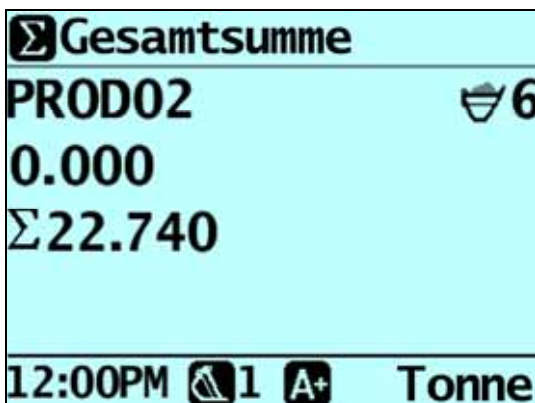 Σ Gesamtsumme
PROD02 6
0.000
Σ22.740
12:00PM 1 A+ Tonne